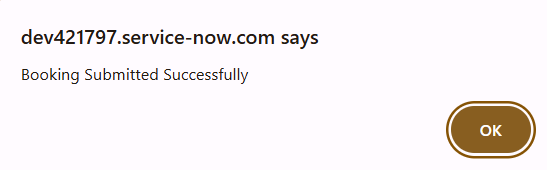 dev421797.service-now.com says
Booking Submitted Successfully
OK